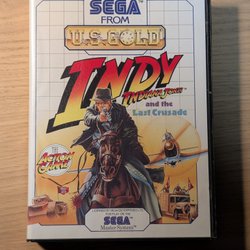 SEGA
FROM
U.S. GOLD
INDY
INDIANA JONES
and the
Last Crusade
THE
ACTION
GAME
SEGA
Master System